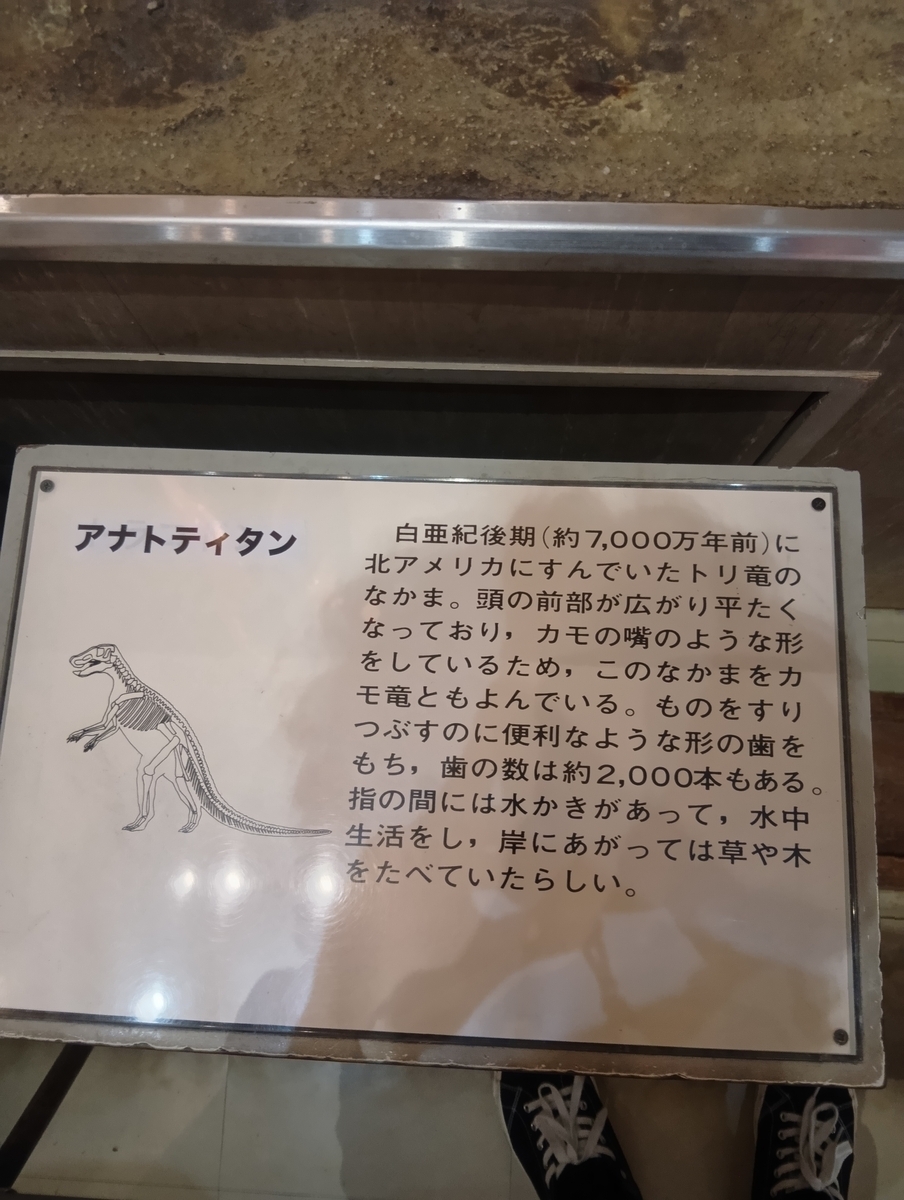 アナトティタン
白亜紀後期(約7,000万年前)に
北アメリカにすんでいたトリ竜の
なかま。頭の前部が広がり平たく
なっており，カモの嘴のような形
をしているため，このなかまをカ
モ竜ともよんでいる。ものをすり
つぶすのに便利なような形の歯を
もち，歯の数は約2,000本もある。
指の間には水かきがあって，水中
生活をし，岸にあがっては草や木
をたべていたらしい。